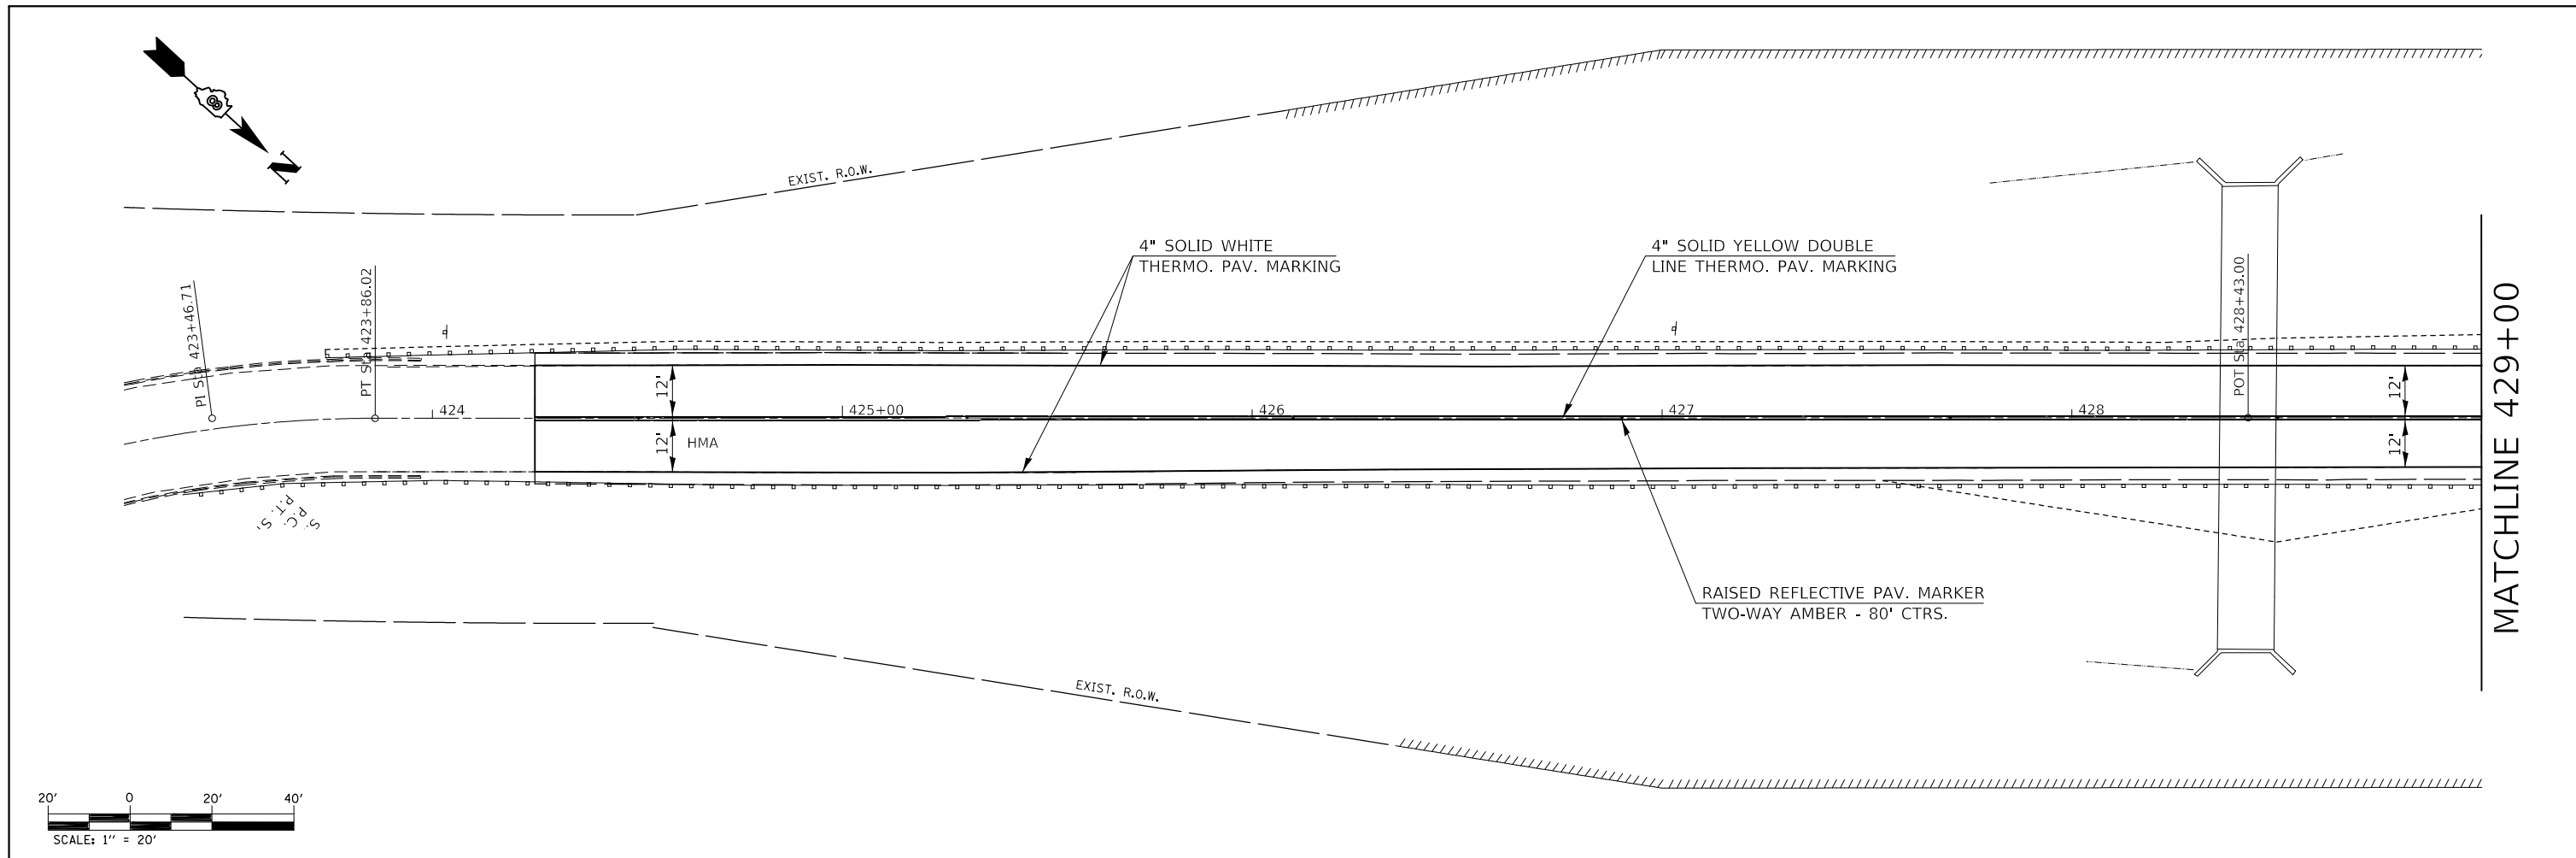 N
EXIST. R.O.W.
4" SOLID WHITE
THERMO. PAV. MARKING
4" SOLID YELLOW DOUBLE
LINE THERMO. PAV. MARKING
PI Sta 423+46.71
PT Sta 423+86.02
POT Sta 428+43.00
MATCHLINE 429+00
12'
12'
424
425+00
426
427
428
12'
12'
HMA
S.
P.C.
P.T. S.
RAISED REFLECTIVE PAV. MARKER
TWO-WAY AMBER - 80' CTRS.
EXIST. R.O.W.
20' 0 20' 40'
SCALE: 1'' = 20'